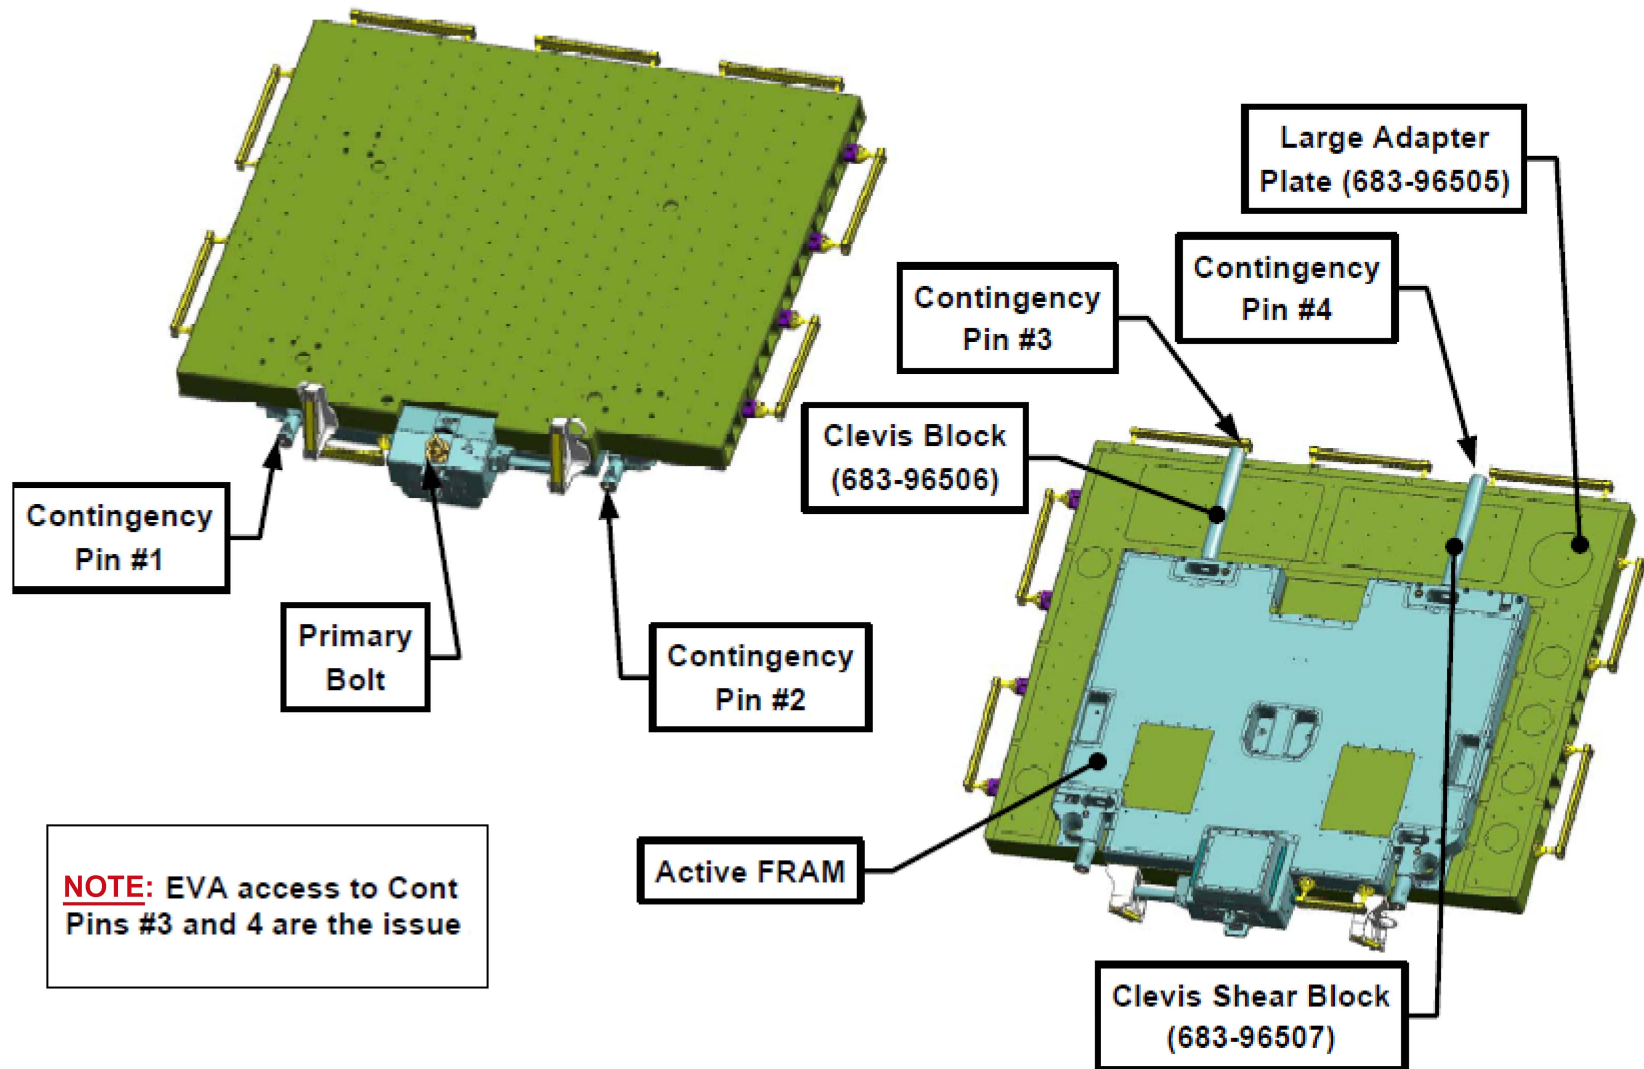 Large Adapter
Plate (683-96505)
Contingency
Pin #4
Contingency
Pin #3
Clevis Block
(683-96506)
Contingency
Pin #1
Primary
Bolt
Contingency
Pin #2
Active FRAM
NOTE: EVA access to Cont
Pins #3 and 4 are the issue
Clevis Shear Block
(683-96507)